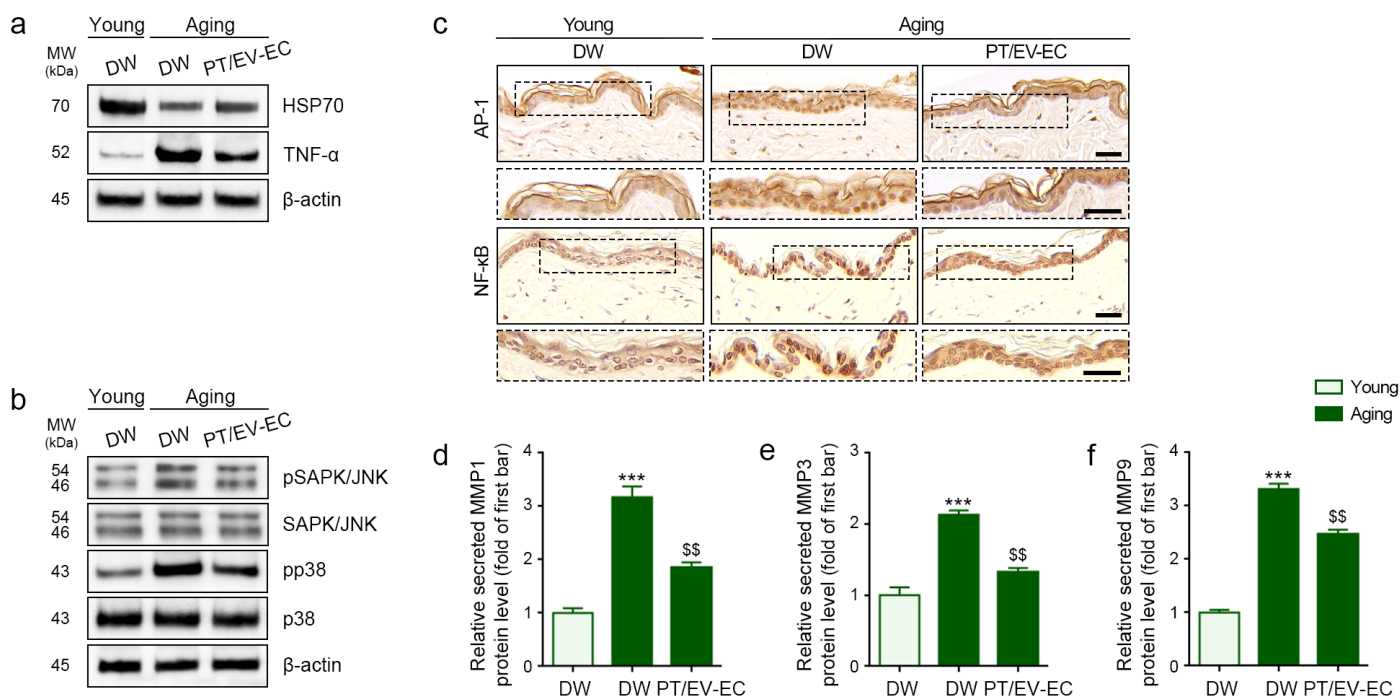 a
Young Aging
MW
(kDa)
DW DW PT/EV-EC
70 HSP70
52 TNF-α
45 β-actin
b
Young Aging
MW
(kDa)
DW DW PT/EV-EC
54
46
pSAPK/JNK
54
46
SAPK/JNK
43 pp38
43 p38
45 β-actin
c
Young Aging
DW DW PT/EV-EC
AP-1
NF-κB
Young
Aging
d
Relative secreted MMP1
protein level (fold of first bar)
4
3
2
1
0
***
$$
DW DW PT/EV-EC
e
Relative secreted MMP3
protein level (fold of first bar)
3
2
1
0
***
$$
DW DW PT/EV-EC
f
Relative secreted MMP9
protein level (fold of first bar)
4
3
2
1
0
***
$$
DW DW PT/EV-EC